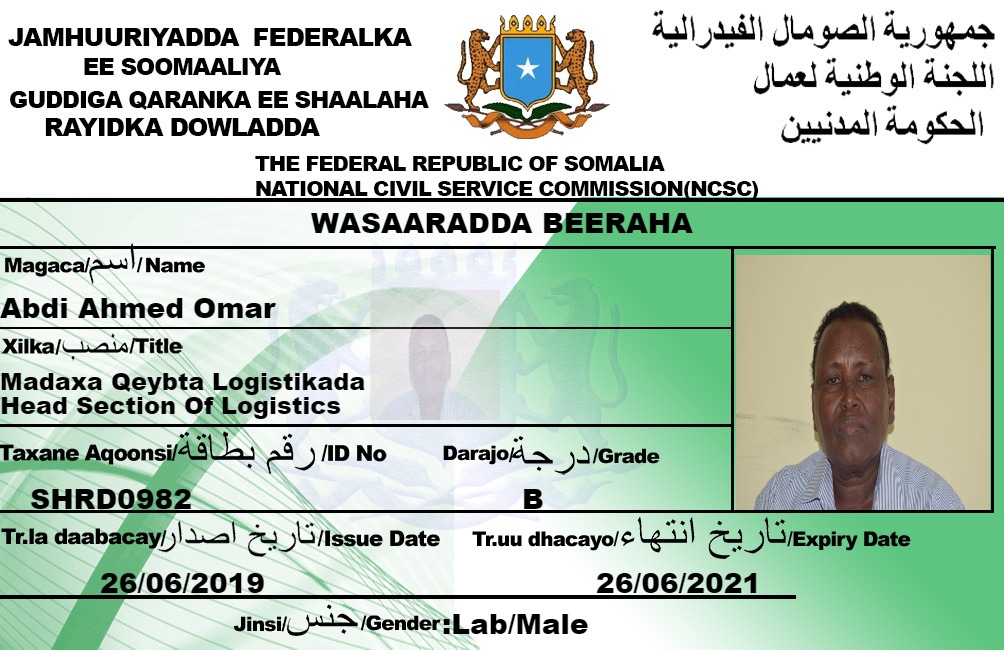 JAMHUURIYADDA FEDERALKA
EE SOOMAALIYA
GUDDIGA QARANKA EE SHAALAHA
RAYIDKA DOWLADDA
جمهورية الصومال الفيدرالية
اللجنة الوطنية لعمال
الحكومة المدنيين
THE FEDERAL REPUBLIC OF SOMALIA
NATIONAL CIVIL SERVICE COMMISSION(NCSC)
WASAARADDA BEERAHA
Magaca/اسم/Name
Abdi Ahmed Omar
Xilka/منصب/Title
Madaxa Qeybta Logistikada
Head Section Of Logistics
Taxane Aqoonsi/رقم بطاقة/ID No
Darajo/درجة/Grade
SHRD0982
B
Tr.la daabacay/تاريخ اصدار/Issue Date
Tr.uu dhacayo/تاريخ انتهاء/Expiry Date
26/06/2019
26/06/2021
Jinsi/جنس/Gender:Lab/Male